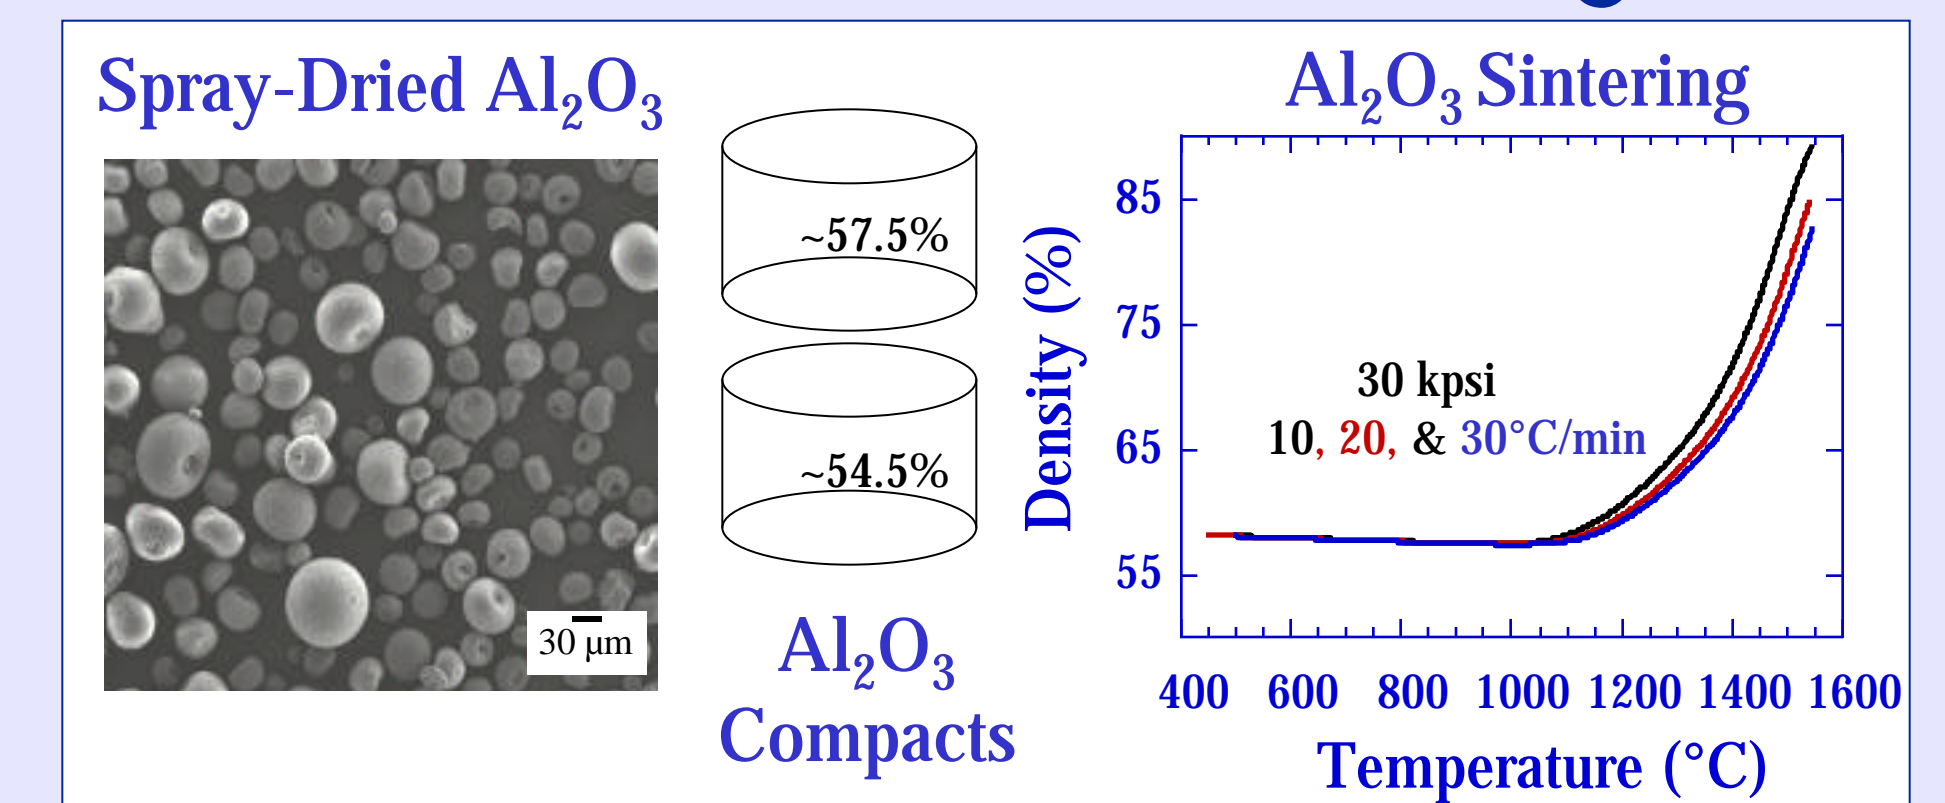 Spray-Dried Al₂O₃
30 µm
~57.5%
~54.5%
Al₂O₃
Compacts
Al₂O₃ Sintering
Density (%)
85
75
65
55
30 kpsi
10, 20, & 30°C/min
400 600 800 1000 1200 1400 1600
Temperature (°C)